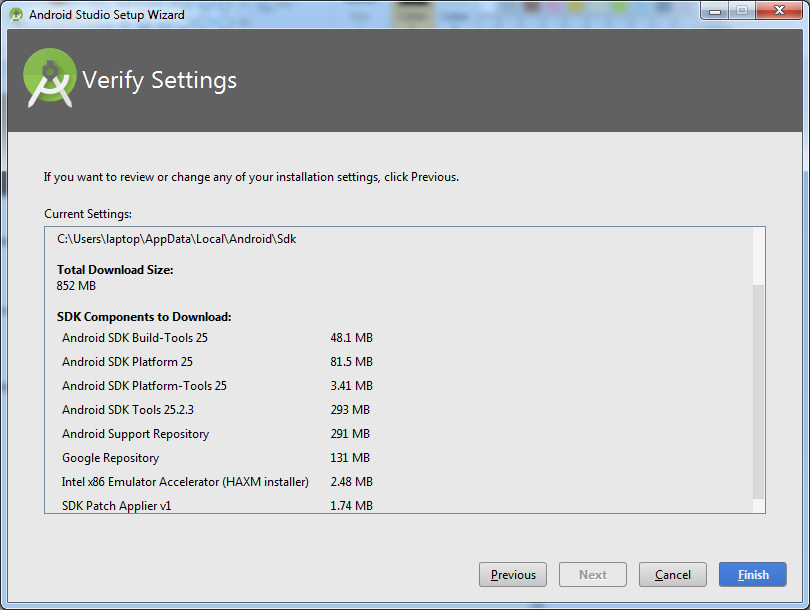 Android Studio Setup Wizard
Verify Settings
If you want to review or change any of your installation settings, click Previous.
Current Settings:
C:\Users\laptop\AppData\Local\Android\Sdk
Total Download Size:
852 MB
SDK Components to Download:
Android SDK Build-Tools 25 48.1 MB
Android SDK Platform 25 81.5 MB
Android SDK Platform-Tools 25 3.41 MB
Android SDK Tools 25.2.3 293 MB
Android Support Repository 291 MB
Google Repository 131 MB
Intel x86 Emulator Accelerator (HAXM installer) 2.48 MB
SDK Patch Applier v1 1.74 MB
Previous Next Cancel Finish